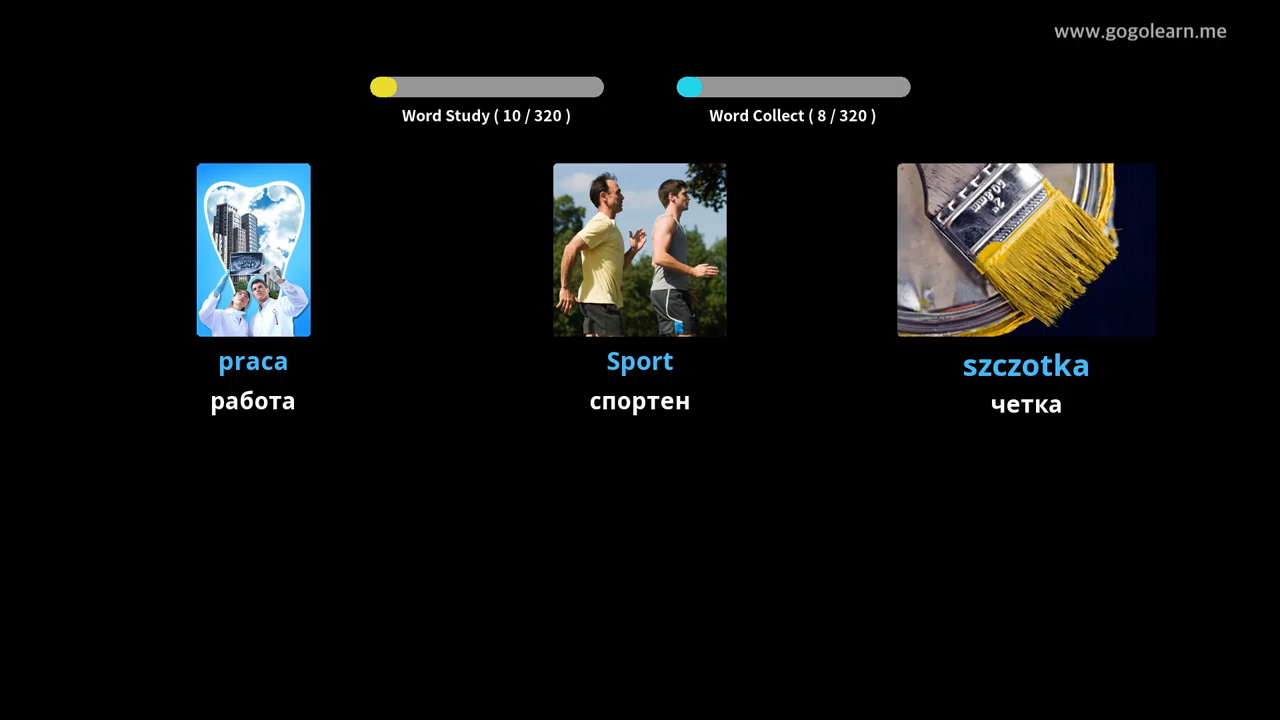 www.gogolearn.me
Word Study ( 10 / 320 )
Word Collect ( 8 / 320 )
praca
работа
Sport
спортен
szczotka
четка